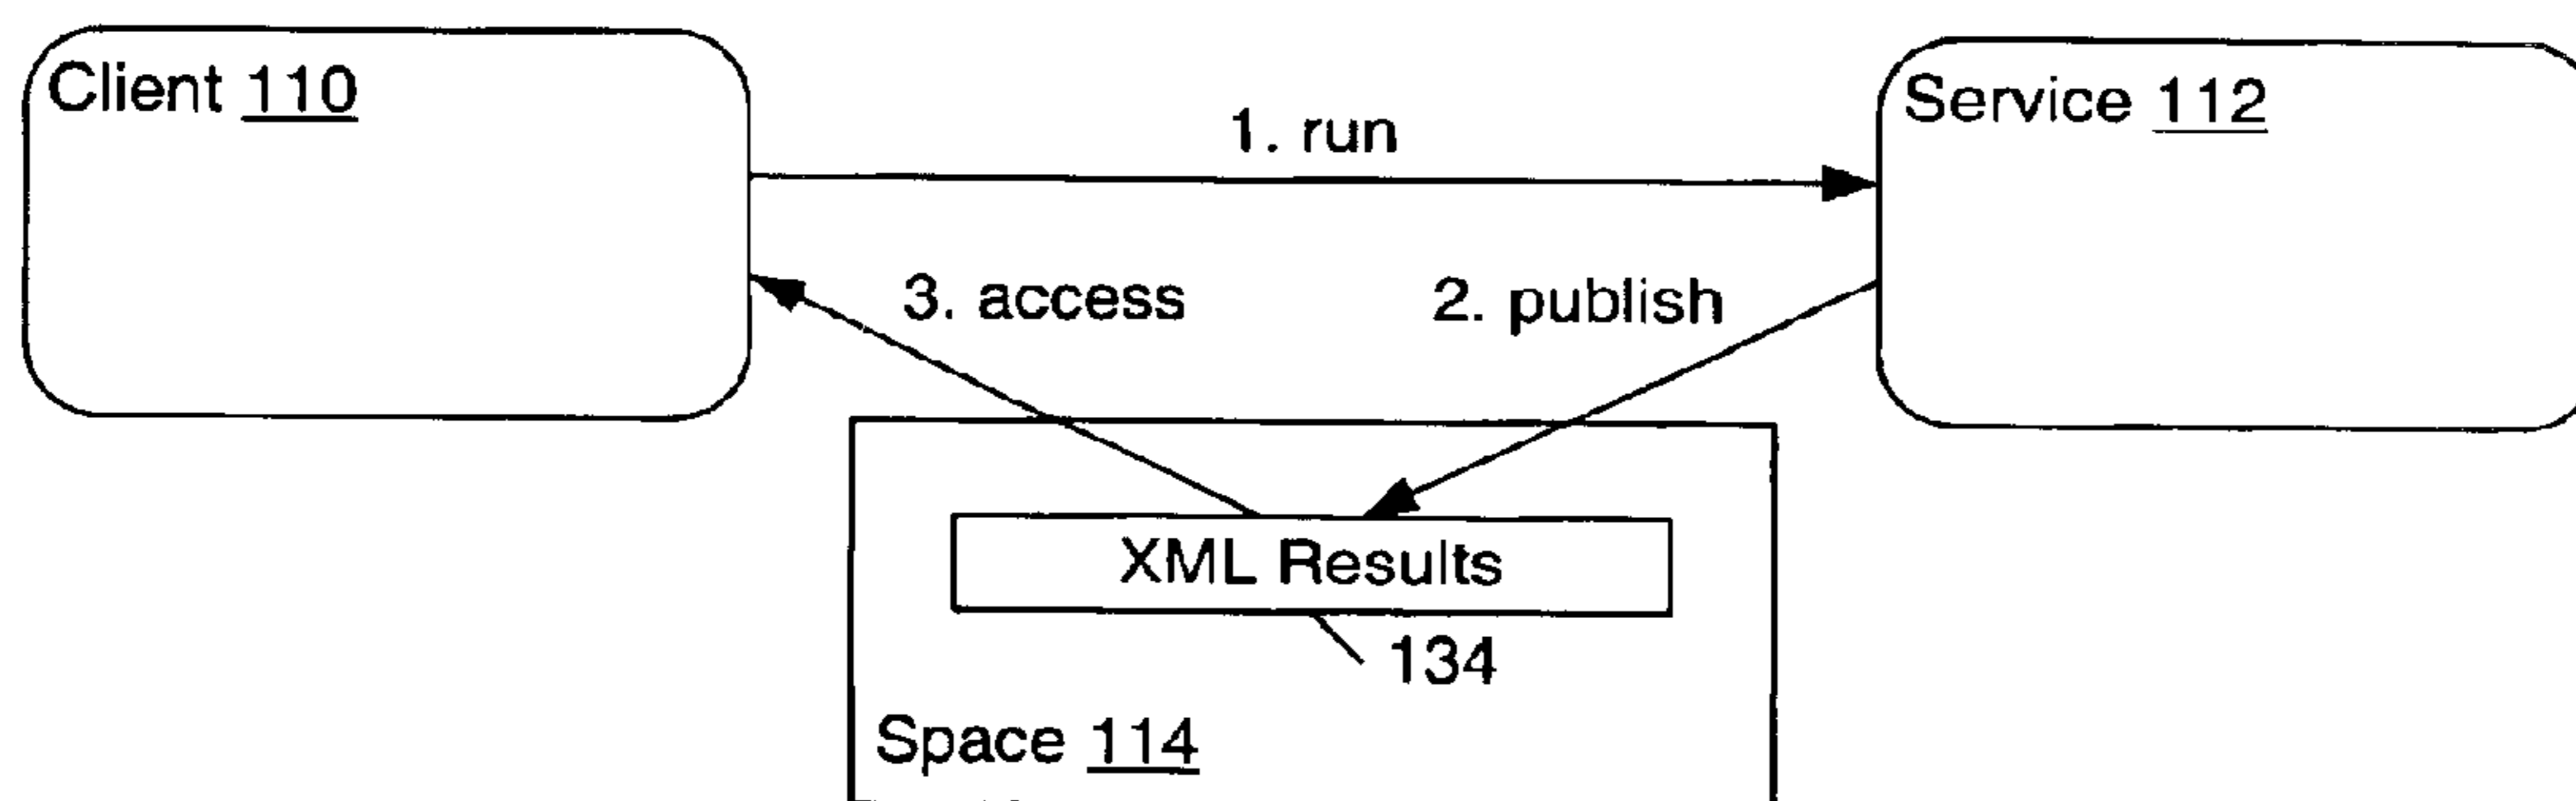 Client 110
Service 112
1. run
3. access
2. publish
XML Results
134
Space 114